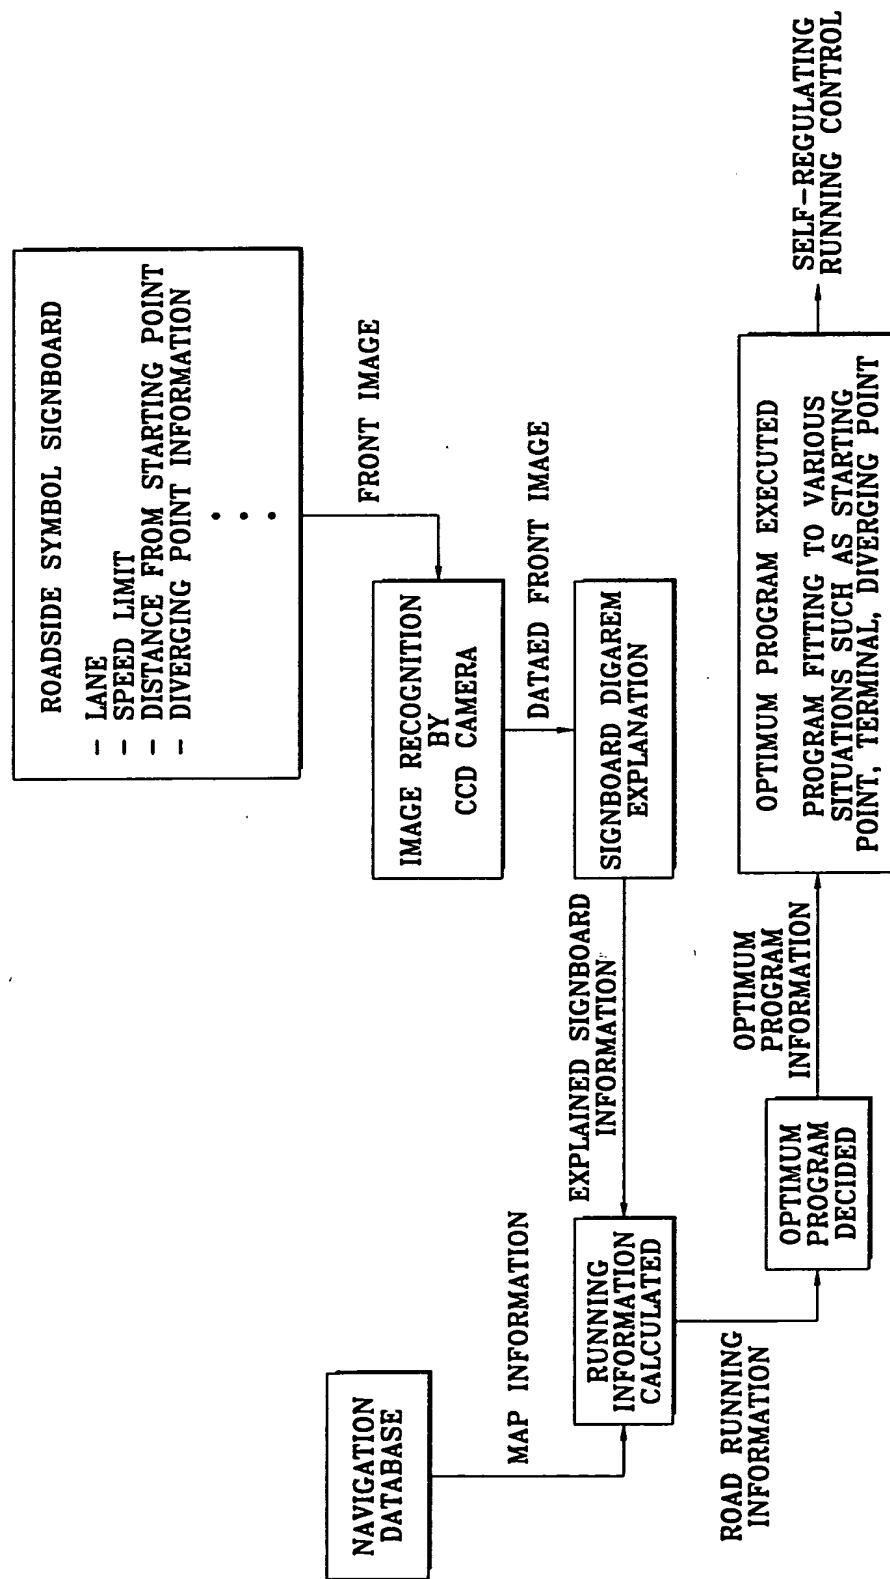 ROADSIDE SYMBOL SIGNBOARD
- LANE
- SPEED LIMIT
- DISTANCE FROM STARTING POINT
- DIVERGING POINT INFORMATION
FRONT IMAGE
IMAGE RECOGNITION
BY
CCD CAMERA
DATAED FRONT IMAGE
SIGNBOARD DIGAREM
EXPLANATION
EXPLAINED SIGNBOARD
INFORMATION
NAVIGATION
DATABASE
MAP INFORMATION
RUNNING
INFORMATION
CALCULATED
ROAD RUNNING
INFORMATION
OPTIMUM
PROGRAM
DECIDED
OPTIMUM
PROGRAM
INFORMATION
OPTIMUM PROGRAM EXECUTED
PROGRAM FITTING TO VARIOUS
SITUATIONS SUCH AS STARTING
POINT, TERMINAL, DIVERGING POINT
SELF-REGULATING
RUNNING CONTROL